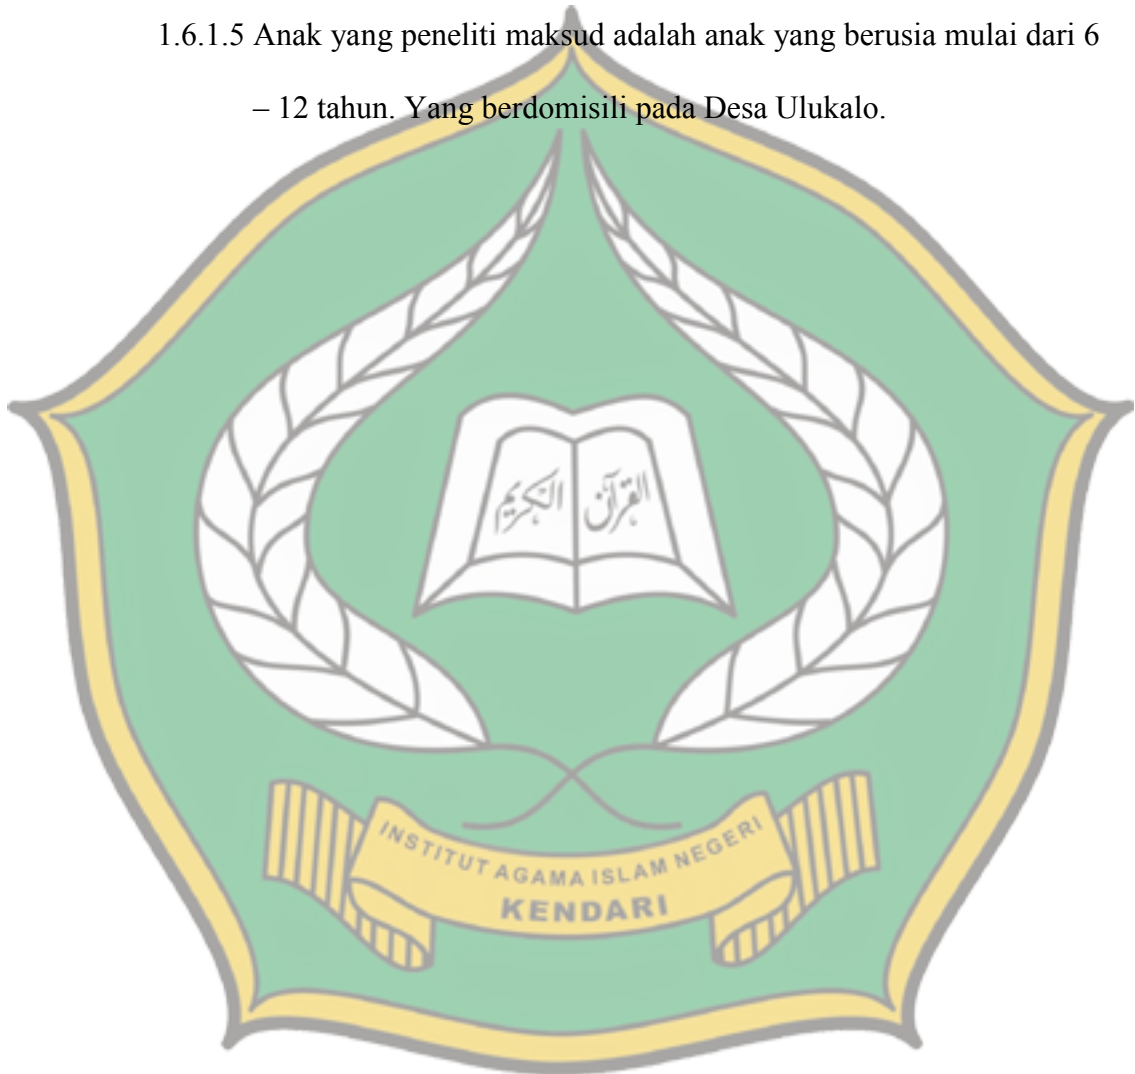 1.6.1.5 Anak yang peneliti maksud adalah anak yang berusia mulai dari 6
– 12 tahun. Yang berdomisili pada Desa Ulukalo.
القرآن الكريم
INSTITUT AGAMA ISLAM NEGERI
KENDARI